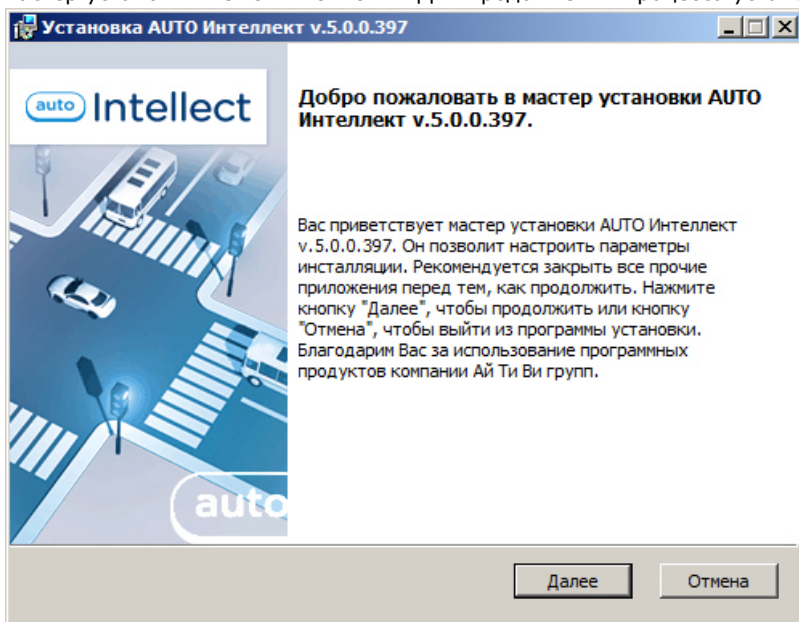 Установка AUTO Интеллект v.5.0.0.397
auto Intellect
Добро пожаловать в мастер установки AUTO
Интеллект v.5.0.0.397.
Вас приветствует мастер установки AUTO Интеллект
v.5.0.0.397. Он позволит настроить параметры
инсталляции. Рекомендуется закрыть все прочие
приложения перед тем, как продолжить. Нажмите
кнопку "Далее", чтобы продолжить или кнопку
"Отмена", чтобы выйти из программы установки.
Благодарим Вас за использование программных
продуктов компании Ай Ти Ви групп.
auto
Далее
Отмена